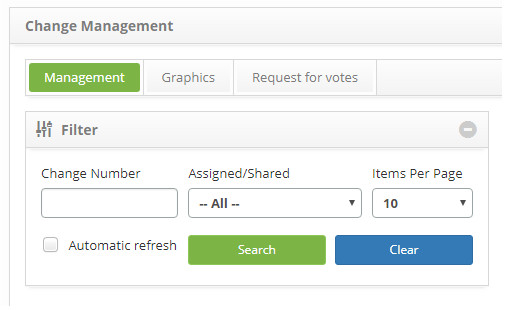 Change Management
Management Graphics Request for votes
Filter
Change Number Assigned/Shared Items Per Page
-- All -- 10
Automatic refresh Search Clear